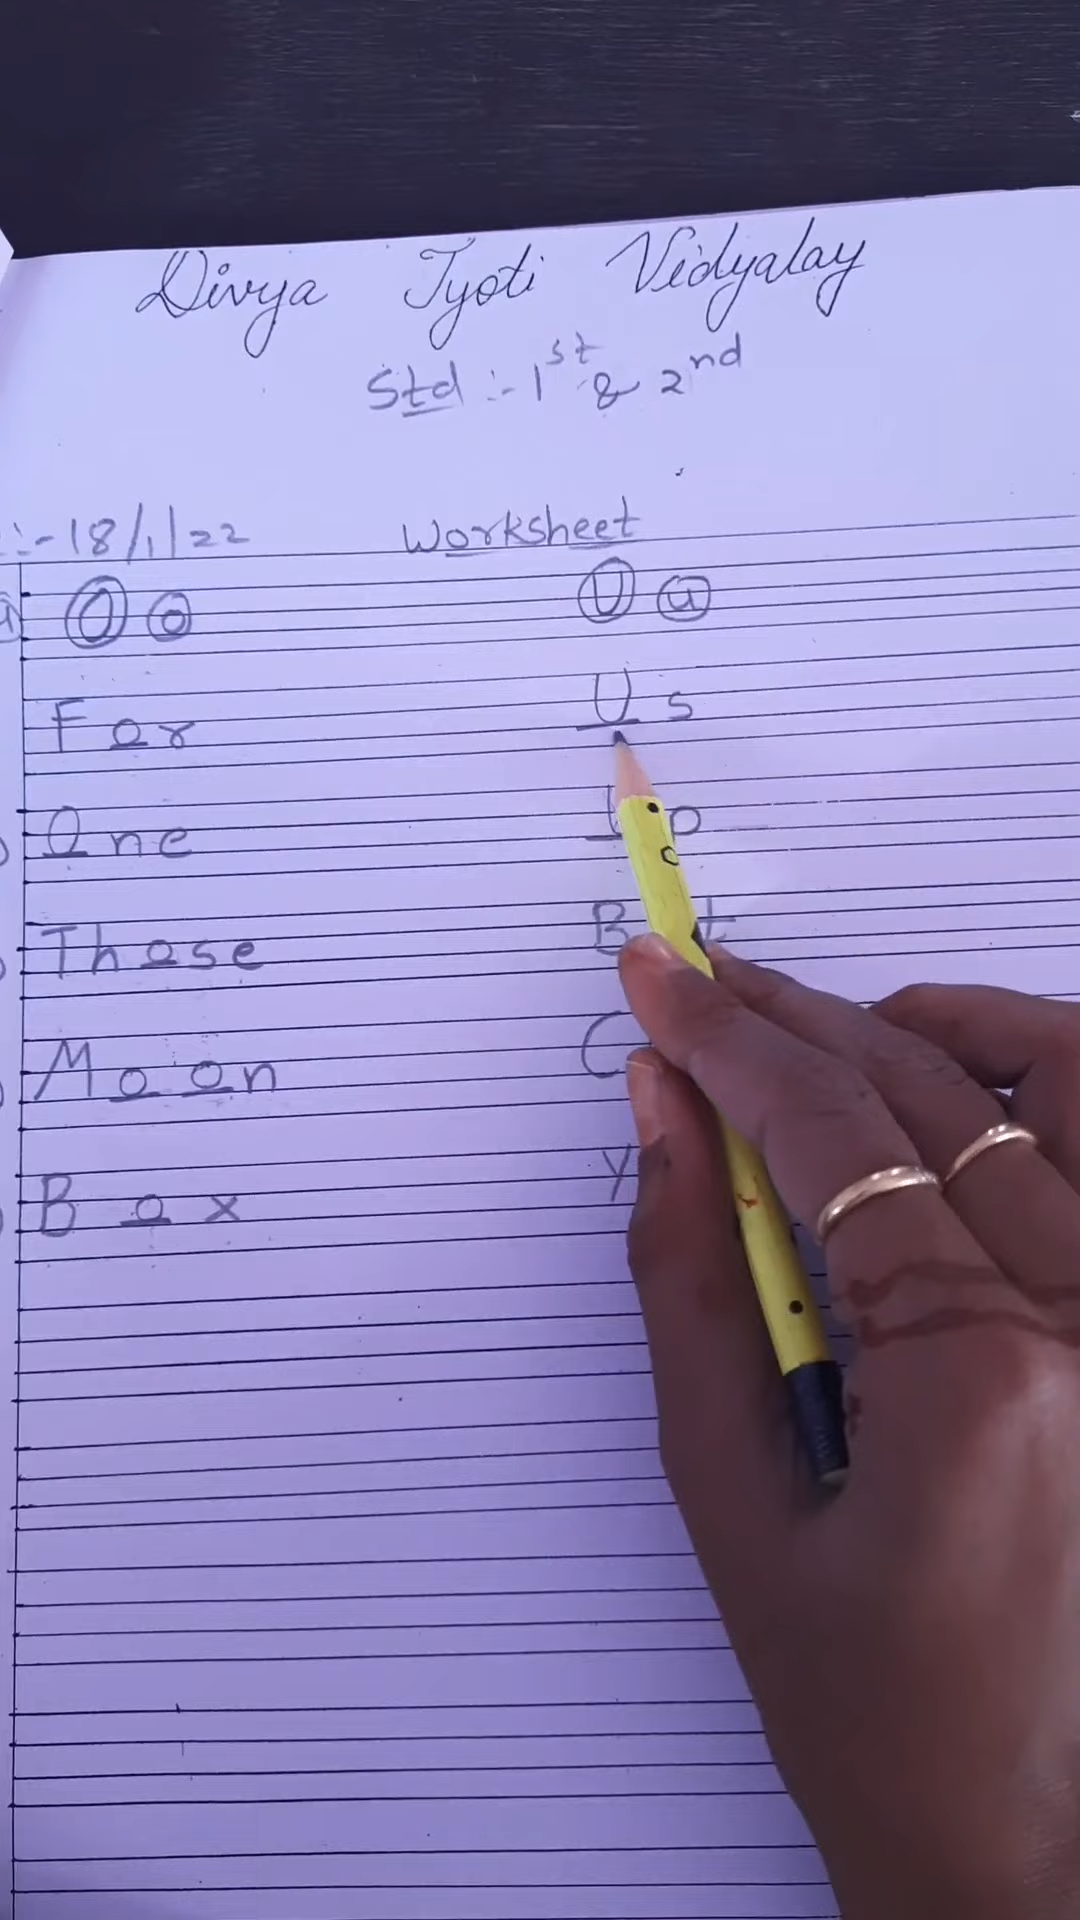 Divya Jyoti Vidyalay
Std :- 1st & 2nd
:- 18/1/22 Worksheet
O o U u
For Us
One p
Those B t
Moon C
Box Y